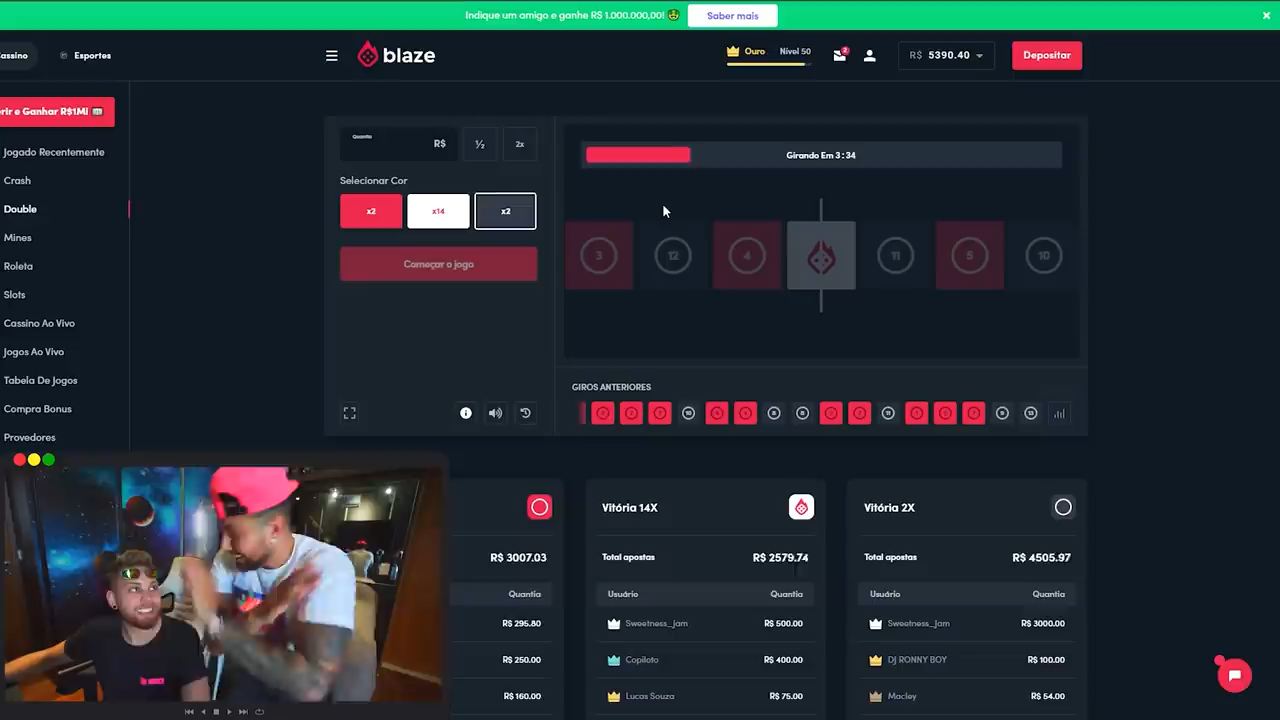 Indique um amigo e ganhe R$ 1.000.000,00! 🤑 Saber mais
assino Esportes
blaze
Ouro Nível 50
2
R$ 5390.40
Depositar
rir e Ganhar R$1Mi
Jogado Recentemente
Crash
Double
Mines
Roleta
Slots
Cassino Ao Vivo
Jogos Ao Vivo
Tabela De Jogos
Compra Bonus
Provedores
Quantia R$ ½ 2x
Selecionar Cor
x2 x14 x2
Começar o jogo
Girando Em 3:34
3 12 4 11 5 10
GIROS ANTERIORES
R$ 3007.03
Quantia
R$ 295.80
R$ 250.00
R$ 160.00
Vitória 14X
Total apostas R$ 2579.74
Usuário Quantia
Sweetness_jam R$ 500.00
Copiloto R$ 400.00
Lucas Souza R$ 75.00
Vitória 2X
Total apostas R$ 4505.97
Usuário Quantia
Sweetness_jam R$ 3000.00
DJ RONNY BOY R$ 100.00
Macley R$ 54.00